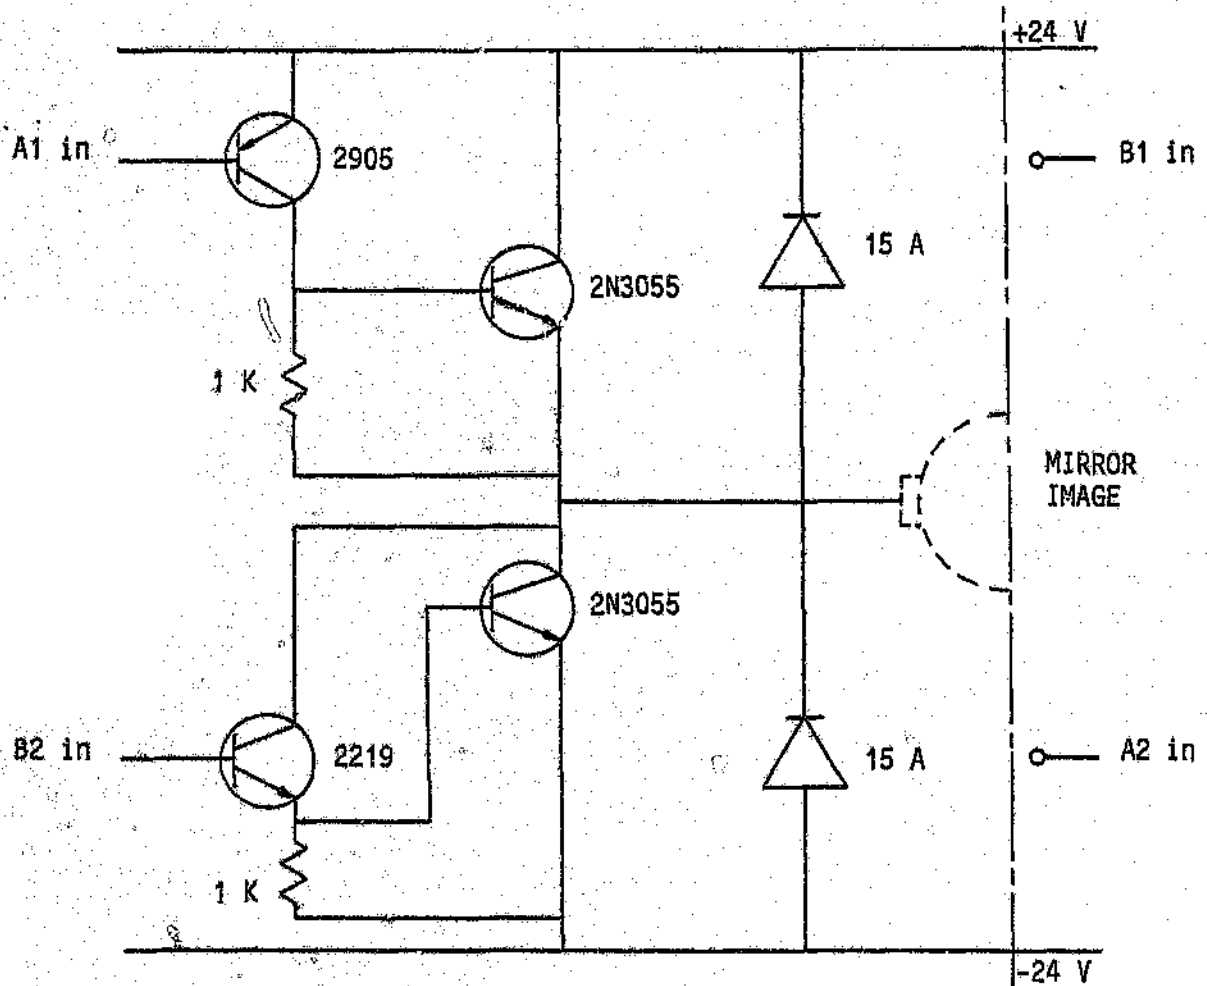 +24 V
A1 in
2905
B1 in
15 A
2N3055
1 K
MIRROR
IMAGE
2N3055
B2 in
2219
15 A
A2 in
1 K
-24 V